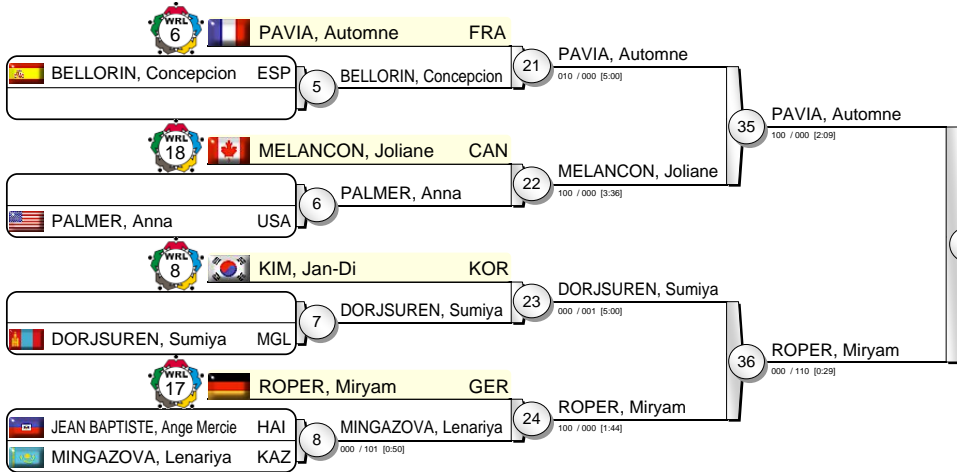 WRL
6
PAVIA, Automne FRA
BELLORIN, Concepcion ESP
5
BELLORIN, Concepcion
21
PAVIA, Automne
010 / 000 [5:00]
35
PAVIA, Automne
100 / 000 [2:09]
WRL
18
MELANCON, Joliane CAN
PALMER, Anna USA
6
PALMER, Anna
22
MELANCON, Joliane
100 / 000 [3:36]
WRL
8
KIM, Jan-Di KOR
DORJSUREN, Sumiya MGL
7
DORJSUREN, Sumiya
23
DORJSUREN, Sumiya
000 / 001 [5:00]
36
ROPER, Miryam
000 / 110 [0:29]
WRL
17
ROPER, Miryam GER
JEAN BAPTISTE, Ange Mercie HAI
MINGAZOVA, Lenariya KAZ
8
MINGAZOVA, Lenariya
000 / 101 [0:50]
24
ROPER, Miryam
100 / 000 [1:44]